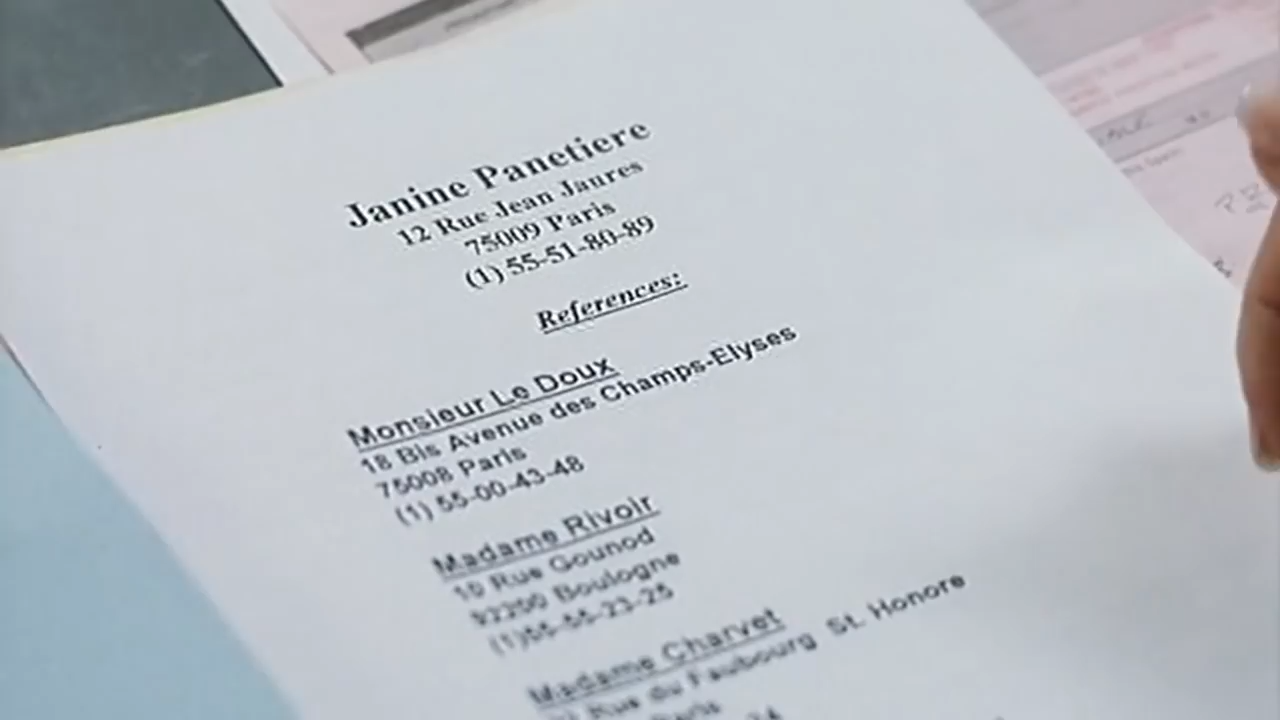 Janine Panetiere
12 Rue Jean Jaures
75009 Paris
(1) 55-51-80-89
References:
Monsieur Le Doux
18 Bis Avenue des Champs-Elyses
75008 Paris
(1) 55-00-43-48
Madame Rivoir
10 Rue Gounod
92200 Boulogne
(1)55-55-23-25
Madame Charvet
Rue du Faubourg St. Honore
Paris